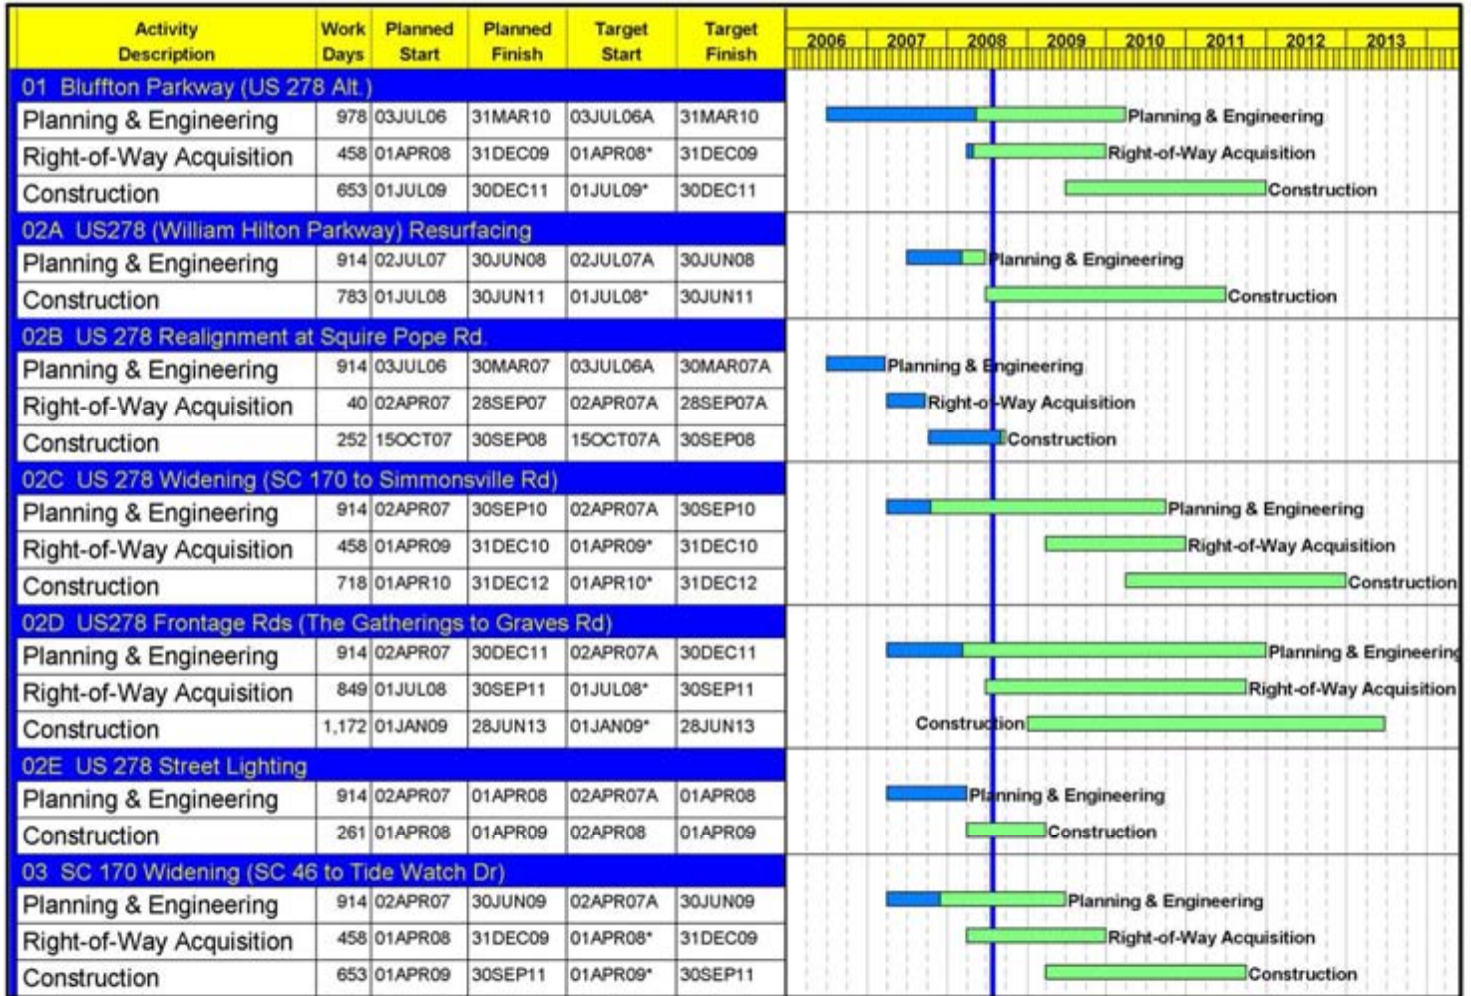 Activity Description Work Days Planned Start Planned Finish Target Start Target Finish 2006 2007 2008 2009 2010 2011 2012 2013
01 Bluffton Parkway (US 278 Alt.)
Planning & Engineering 978 03JUL06 31MAR10 03JUL06A 31MAR10 Planning & Engineering
Right-of-Way Acquisition 458 01APR08 31DEC09 01APR08* 31DEC09 Right-of-Way Acquisition
Construction 653 01JUL09 30DEC11 01JUL09* 30DEC11 Construction
02A US278 (William Hilton Parkway) Resurfacing
Planning & Engineering 914 02JUL07 30JUN08 02JUL07A 30JUN08 Planning & Engineering
Construction 783 01JUL08 30JUN11 01JUL08* 30JUN11 Construction
02B US 278 Realignment at Squire Pope Rd.
Planning & Engineering 914 03JUL06 30MAR07 03JUL06A 30MAR07A Planning & Engineering
Right-of-Way Acquisition 40 02APR07 28SEP07 02APR07A 28SEP07A Right-of-Way Acquisition
Construction 252 15OCT07 30SEP08 15OCT07A 30SEP08 Construction
02C US 278 Widening (SC 170 to Simmonsville Rd)
Planning & Engineering 914 02APR07 30SEP10 02APR07A 30SEP10 Planning & Engineering
Right-of-Way Acquisition 458 01APR09 31DEC10 01APR09* 31DEC10 Right-of-Way Acquisition
Construction 718 01APR10 31DEC12 01APR10* 31DEC12 Construction
02D US278 Frontage Rds (The Gatherings to Graves Rd)
Planning & Engineering 914 02APR07 30DEC11 02APR07A 30DEC11 Planning & Engineering
Right-of-Way Acquisition 849 01JUL08 30SEP11 01JUL08* 30SEP11 Right-of-Way Acquisition
Construction 1,172 01JAN09 28JUN13 01JAN09* 28JUN13 Construction
02E US 278 Street Lighting
Planning & Engineering 914 02APR07 01APR08 02APR07A 01APR08 Planning & Engineering
Construction 261 01APR08 01APR09 02APR08 01APR09 Construction
03 SC 170 Widening (SC 46 to Tide Watch Dr)
Planning & Engineering 914 02APR07 30JUN09 02APR07A 30JUN09 Planning & Engineering
Right-of-Way Acquisition 458 01APR08 31DEC09 01APR08* 31DEC09 Right-of-Way Acquisition
Construction 653 01APR09 30SEP11 01APR09* 30SEP11 Construction